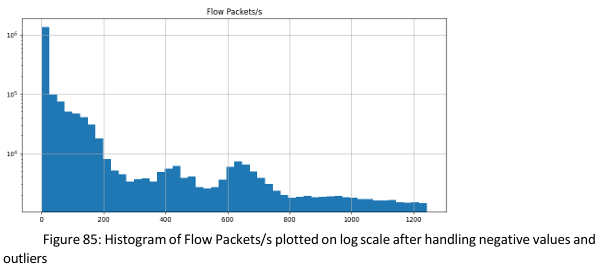 Flow Packets/s
10⁶
10⁵
10⁴
0 200 400 600 800 1000 1200
Figure 85: Histogram of Flow Packets/s plotted on log scale after handling negative values and
outliers